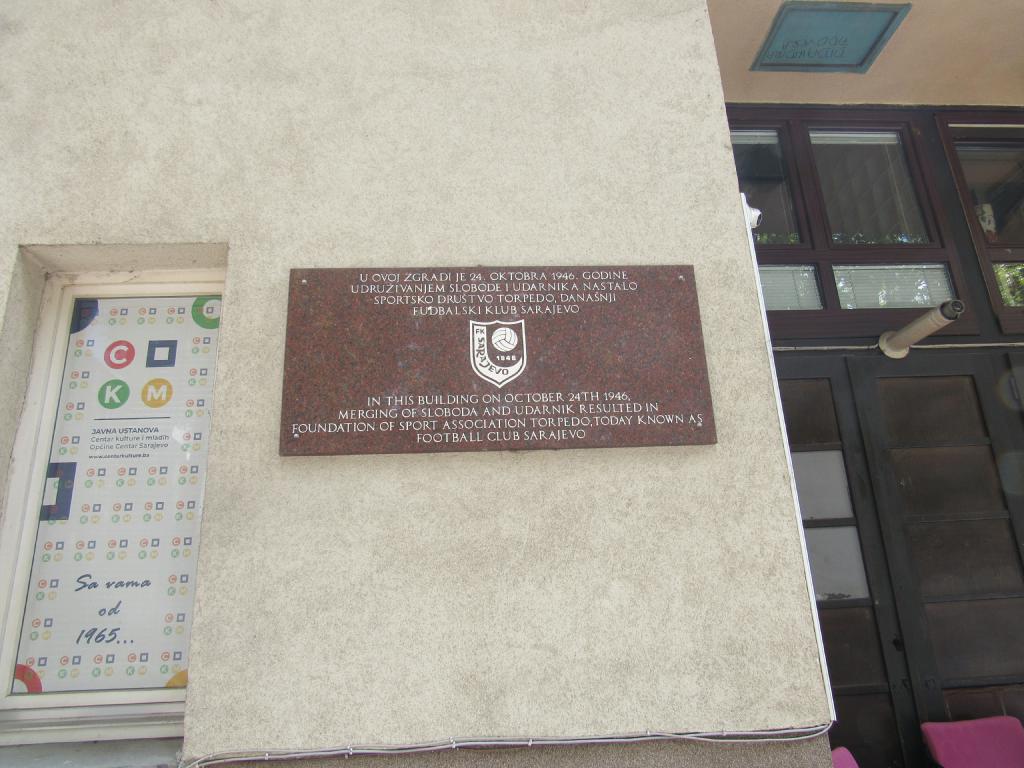 U OVOJ ZGRADI JE 24. OKTOBRA 1946. GODINE
UDRUŽIVANJEM SLOBODE I UDARNIKA NASTALO
SPORTSKO DRUŠTVO TORPEDO, DANAŠNJI
FUDBALSKI KLUB SARAJEVO
FK
SARAJEVO
1946
IN THIS BUILDING ON OCTOBER 24TH 1946,
MERGING OF SLOBODA AND UDARNIK RESULTED IN
FOUNDATION OF SPORT ASSOCIATION TORPEDO, TODAY KNOWN AS
FOOTBALL CLUB SARAJEVO
C
K M
JAVNA USTANOVA
Centar kulture i mladih
Općine Centar Sarajevo
www.centarkulture.ba
Sa vama
od
1965...